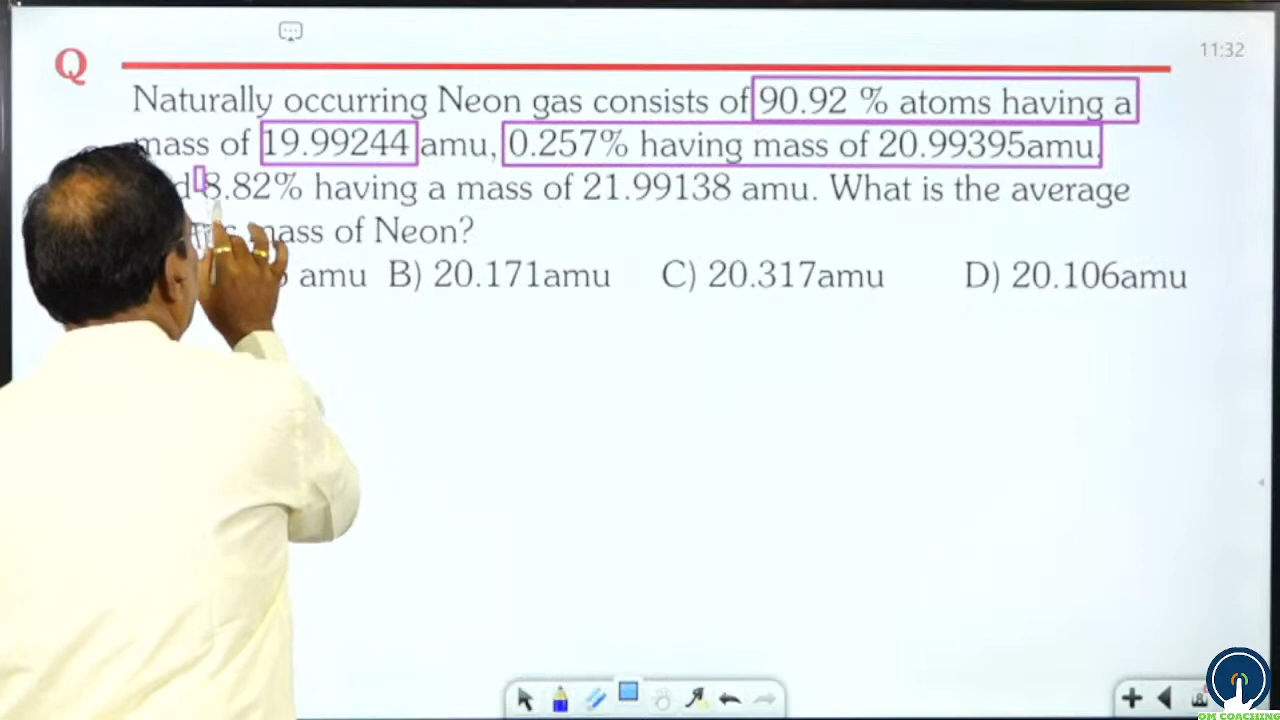 Q
11:32
Naturally occurring Neon gas consists of 90.92 % atoms having a
mass of 19.99244 amu, 0.257% having mass of 20.99395amu,
8.82% having a mass of 21.99138 amu. What is the average
mass of Neon?
amu B) 20.171amu C) 20.317amu D) 20.106amu
OM COACHING